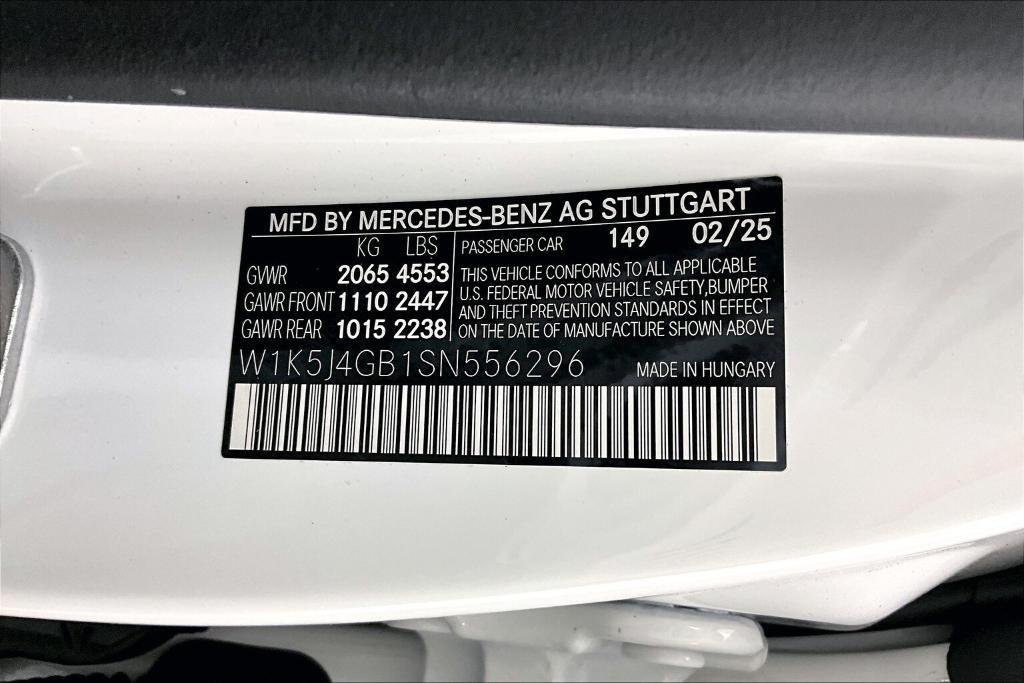 MFD BY MERCEDES-BENZ AG STUTTGART
KG LBS
GVWR 2065 4553
GAWR FRONT 1110 2447
GAWR REAR 1015 2238
PASSENGER CAR 149 02/25
THIS VEHICLE CONFORMS TO ALL APPLICABLE
U.S. FEDERAL MOTOR VEHICLE SAFETY,BUMPER
AND THEFT PREVENTION STANDARDS IN EFFECT
ON THE DATE OF MANUFACTURE SHOWN ABOVE
W1K5J4GB1SN556296
MADE IN HUNGARY